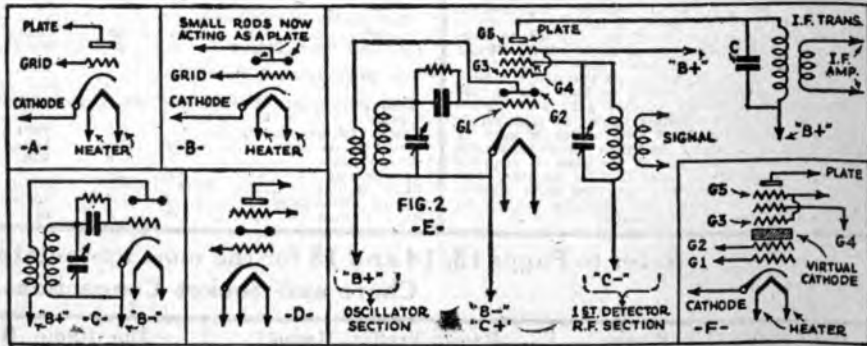 PLATE
GRID
CATHODE
HEATER
-A-
SMALL RODS NOW
ACTING AS A PLATE
GRID
CATHODE
HEATER
-B-
"B+"
-C-
"B-"
-D-
G5
PLATE
G3
G4
G2
G1
"B+"
SIGNAL
FIG.2
-E-
"B+"
OSCILLATOR
SECTION
"B-"
"C+"
"C-"
1ST. DETECTOR
R.F. SECTION
C
I.F. TRANS.
I.F.
AMP.
"B+"
PLATE
G5
G3
G4
G2
G1
VIRTUAL
CATHODE
CATHODE
HEATER
-F-